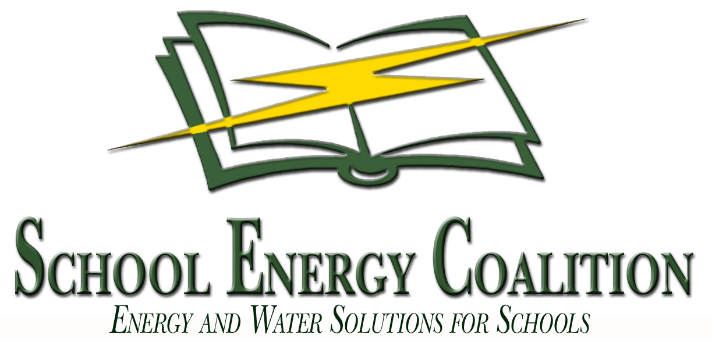 School Energy Coalition
Energy and Water Solutions for Schools